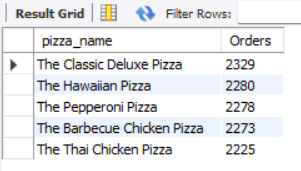 Result Grid Filter Rows:
pizza_name Orders
The Classic Deluxe Pizza 2329
The Hawaiian Pizza 2280
The Pepperoni Pizza 2278
The Barbecue Chicken Pizza 2273
The Thai Chicken Pizza 2225